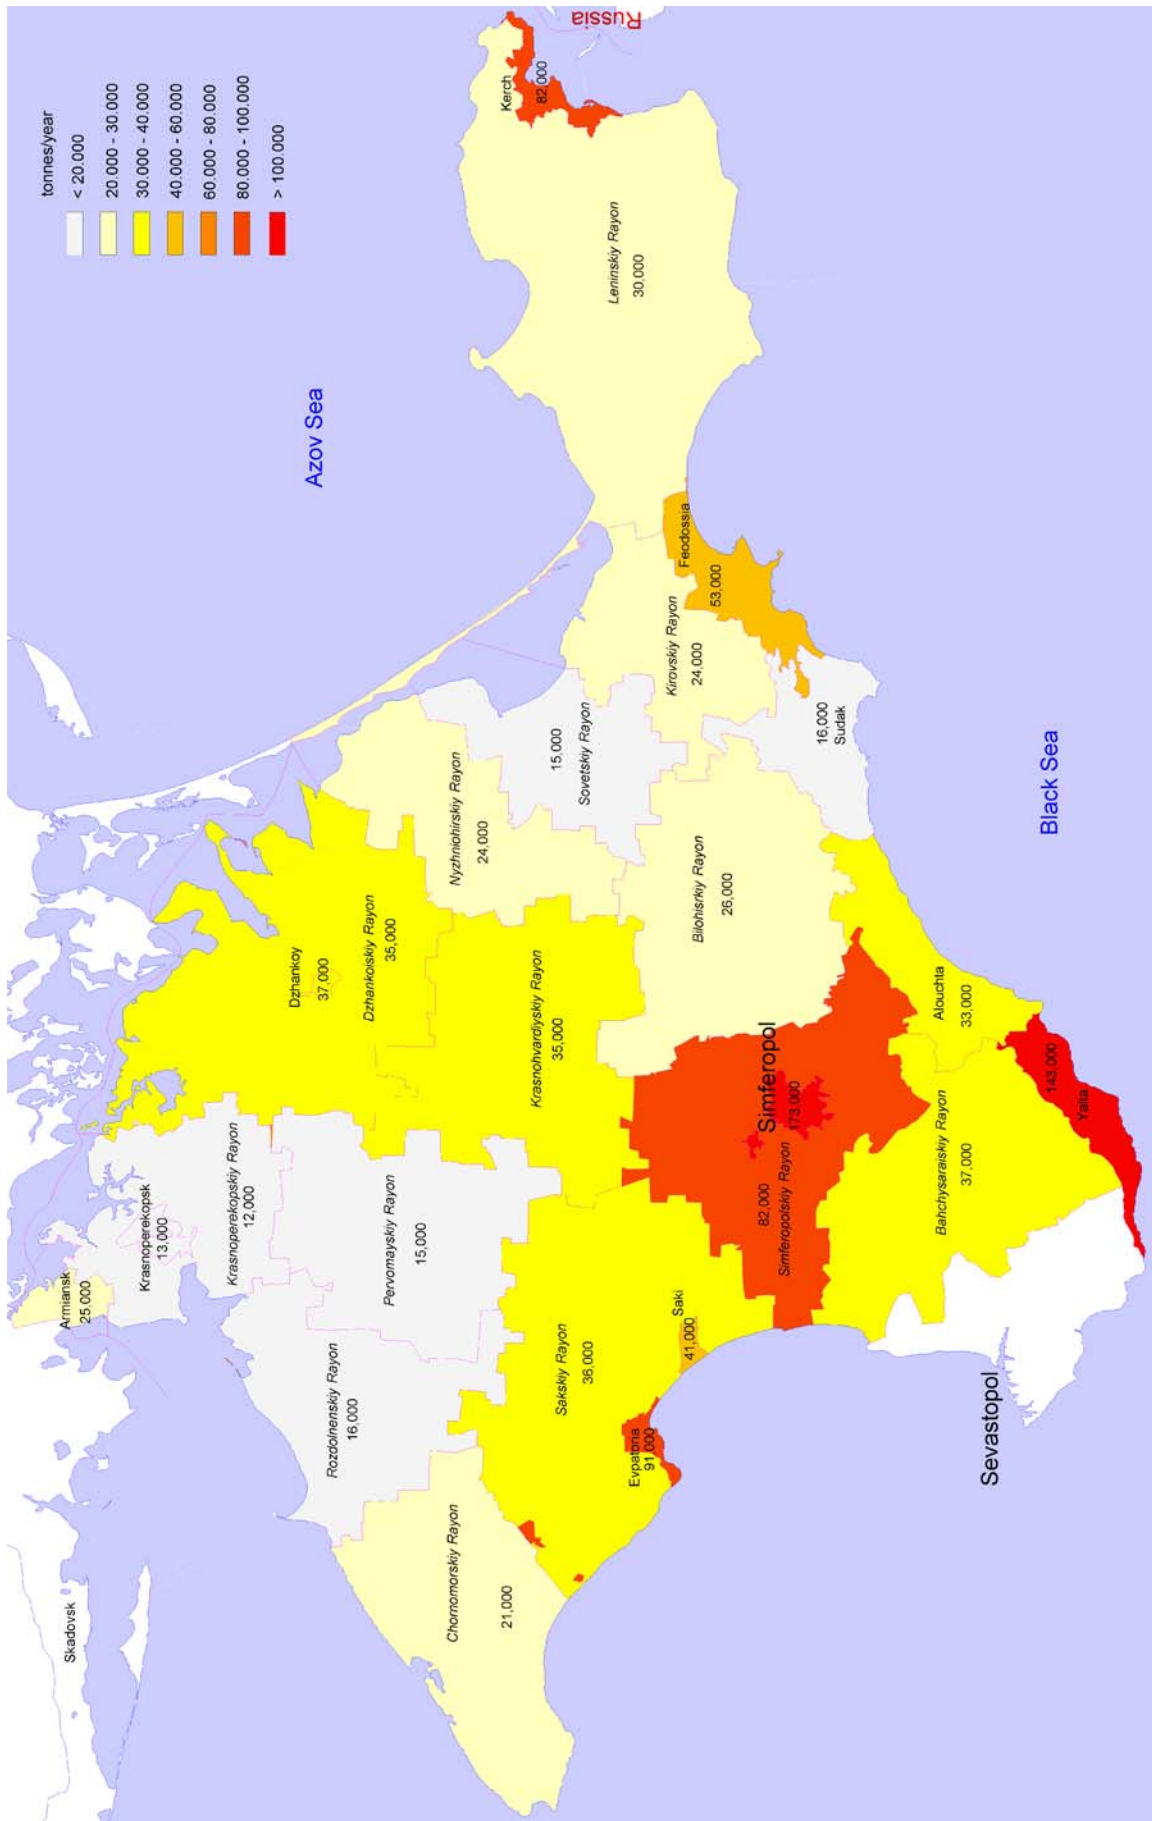 tonnes/year
< 20.000
20.000 - 30.000
30.000 - 40.000
40.000 - 60.000
60.000 - 80.000
80.000 - 100.000
> 100.000
Russia
Azov Sea
Black Sea
Skadovsk
Armiansk
25,000
Krasnoperekopsk
13,000
Krasnoperekopskiy Rayon
12,000
Dzhankoy
37,000
Dzhankoiskiy Rayon
35,000
Rozdolnenskiy Rayon
16,000
Pervomayskiy Rayon
15,000
Krasnohvardiyskiy Rayon
35,000
Nyzhniohirskiy Rayon
24,000
Sovetskiy Rayon
15,000
Chornomorskiy Rayon
21,000
Sakskiy Rayon
36,000
Evpatoria
91,000
Saki
41,000
Simferopolskiy Rayon
82,000
Simferopol
173,000
Bilohisrkiy Rayon
26,000
Kirovskiy Rayon
24,000
Feodossia
53,000
Sudak
16,000
Leninskiy Rayon
30,000
Kerch
82,000
Alouchta
33,000
Bahchysaraiskiy Rayon
37,000
Yalta
143,000
Sevastopol